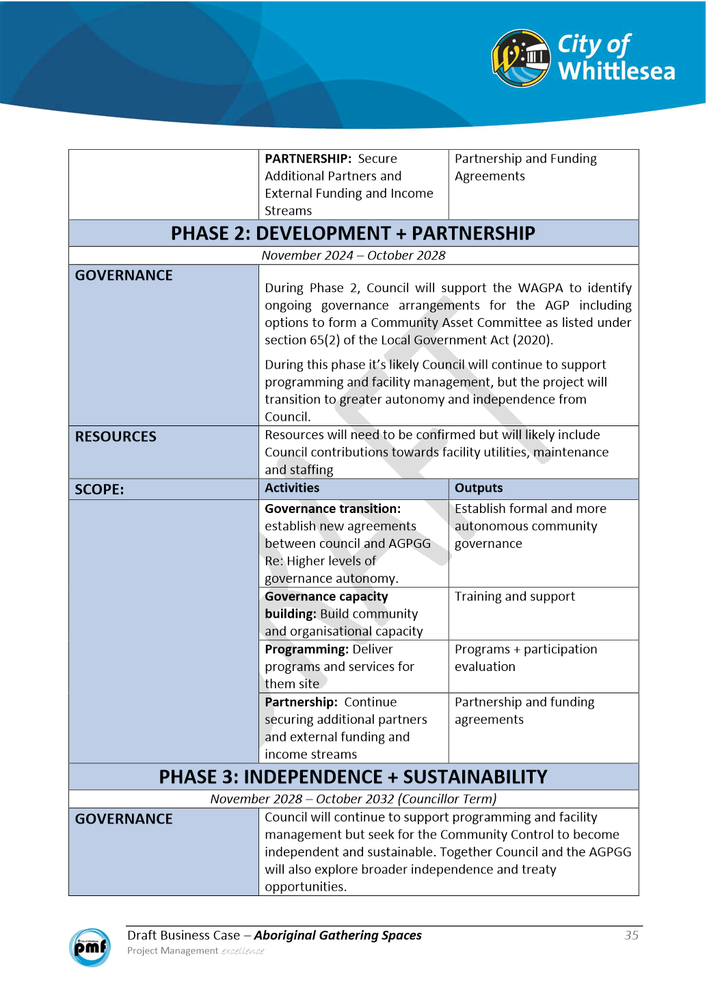 City of
Whittlesea
PARTNERSHIP: Secure
Additional Partners and
External Funding and Income
Streams
Partnership and Funding
Agreements
PHASE 2: DEVELOPMENT + PARTNERSHIP
November 2024 – October 2028
GOVERNANCE
During Phase 2, Council will support the WAGPA to identify
ongoing governance arrangements for the AGP including
options to form a Community Asset Committee as listed under
section 65(2) of the Local Government Act (2020).
During this phase it's likely Council will continue to support
programming and facility management, but the project will
transition to greater autonomy and independence from
Council.
RESOURCES
Resources will need to be confirmed but will likely include
Council contributions towards facility utilities, maintenance
and staffing
SCOPE:
Activities
Outputs
Governance transition:
establish new agreements
between council and AGPGG
Re: Higher levels of
governance autonomy.
Establish formal and more
autonomous community
governance
Governance capacity
building: Build community
and organisational capacity
Training and support
Programming: Deliver
programs and services for
them site
Programs + participation
evaluation
Partnership: Continue
securing additional partners
and external funding and
income streams
Partnership and funding
agreements
PHASE 3: INDEPENDENCE + SUSTAINABILITY
November 2028 – October 2032 (Councillor Term)
GOVERNANCE
Council will continue to support programming and facility
management but seek for the Community Control to become
independent and sustainable. Together Council and the AGPGG
will also explore broader independence and treaty
opportunities.
DRAFT
pmf
Draft Business Case – Aboriginal Gathering Spaces
35
Project Management excellence